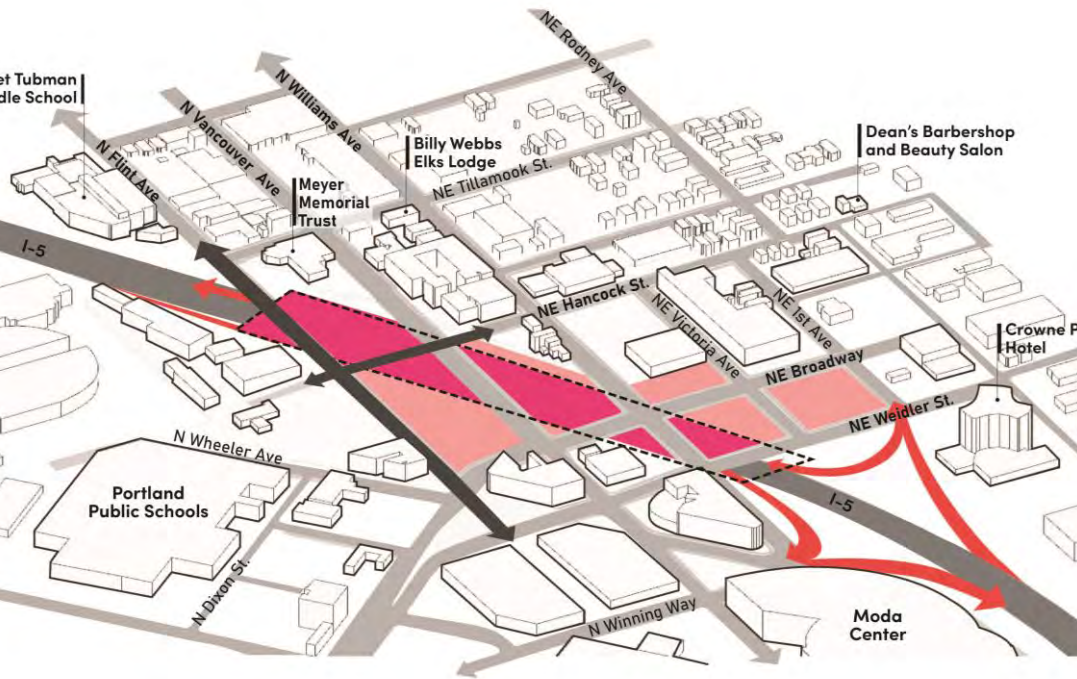 NE Rodney Ave
et Tubman
dle School
N Williams Ave
N Vancouver Ave
N Flint Ave
Billy Webbs
Elks Lodge
Dean's Barbershop
and Beauty Salon
NE Tillamook St.
Meyer
Memorial
Trust
I-5
NE Hancock St.
NE Victoria Ave
NE 1st Ave
Crowne P
Hotel
NE Broadway
NE Weidler St.
N Wheeler Ave
Portland
Public Schools
I-5
N Dixon St.
N Winning Way
Moda
Center